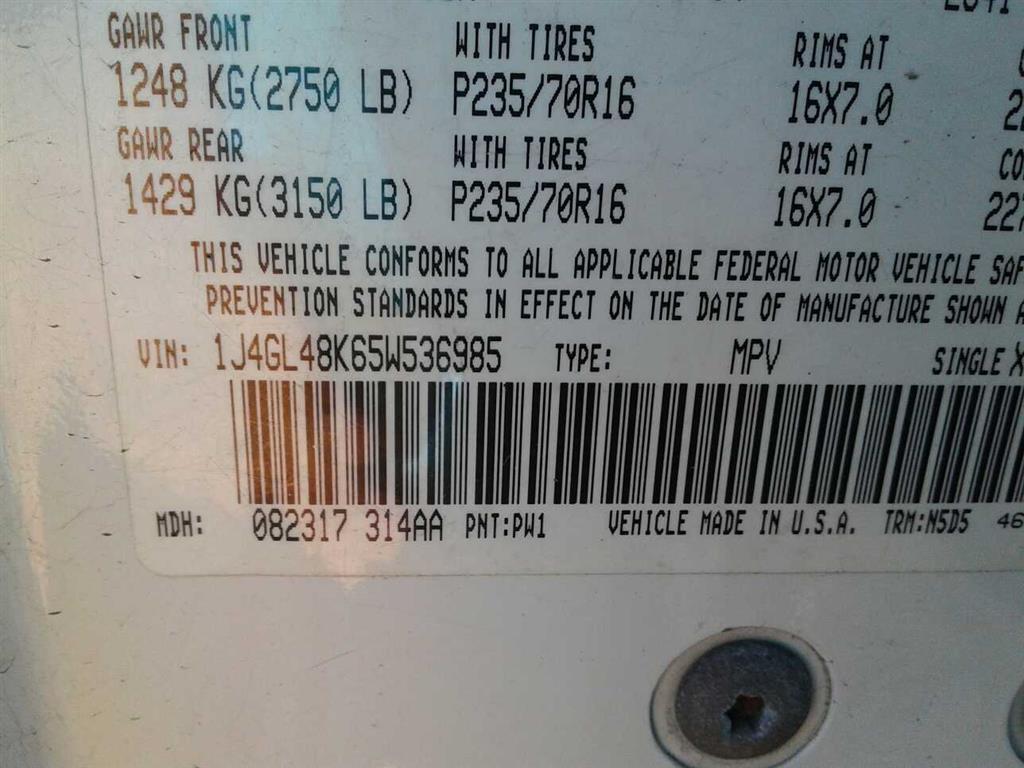 GAWR FRONT WITH TIRES RIMS AT
1248 KG(2750 LB) P235/70R16 16X7.0
GAWR REAR WITH TIRES RIMS AT
1429 KG(3150 LB) P235/70R16 16X7.0
THIS VEHICLE CONFORMS TO ALL APPLICABLE FEDERAL MOTOR VEHICLE SAF
PREVENTION STANDARDS IN EFFECT ON THE DATE OF MANUFACTURE SHOWN
VIN: 1J4GL48K65W536985 TYPE: MPV SINGLE X
MDH: 082317 314AA PNT:PW1 VEHICLE MADE IN U.S.A. TRM:N5D5 46